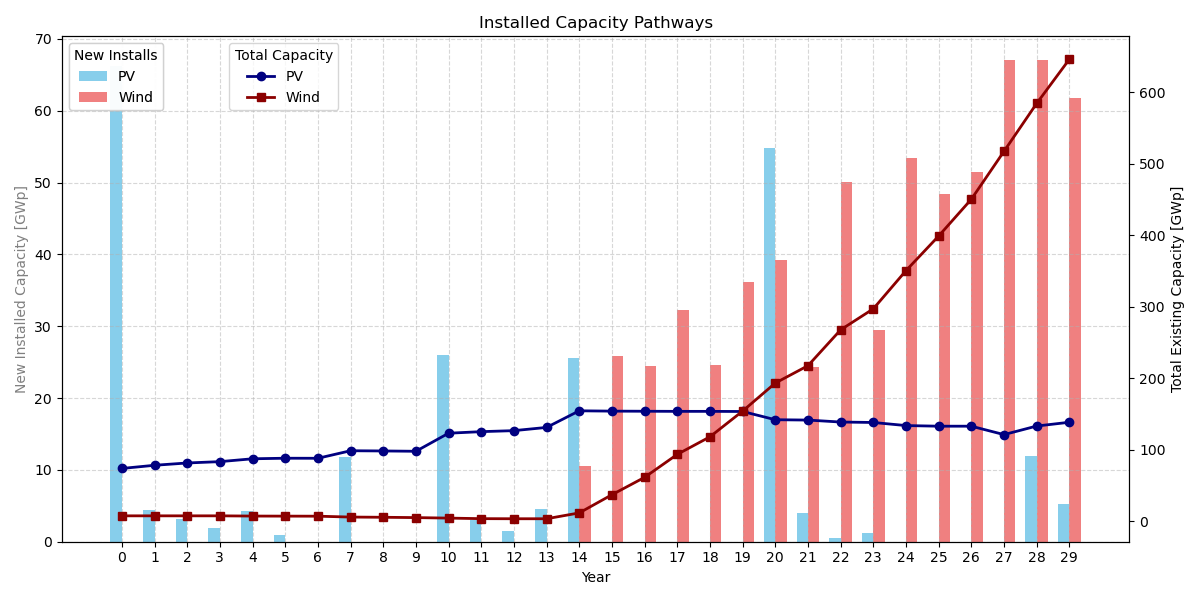 Installed Capacity Pathways
New Installs
PV
Wind
Total Capacity
PV
Wind
New Installed Capacity [GWp]
70
60
50
40
30
20
10
0
Total Existing Capacity [GWp]
600
500
400
300
200
100
0
0 1 2 3 4 5 6 7 8 9 10 11 12 13 14 15 16 17 18 19 20 21 22 23 24 25 26 27 28 29
Year